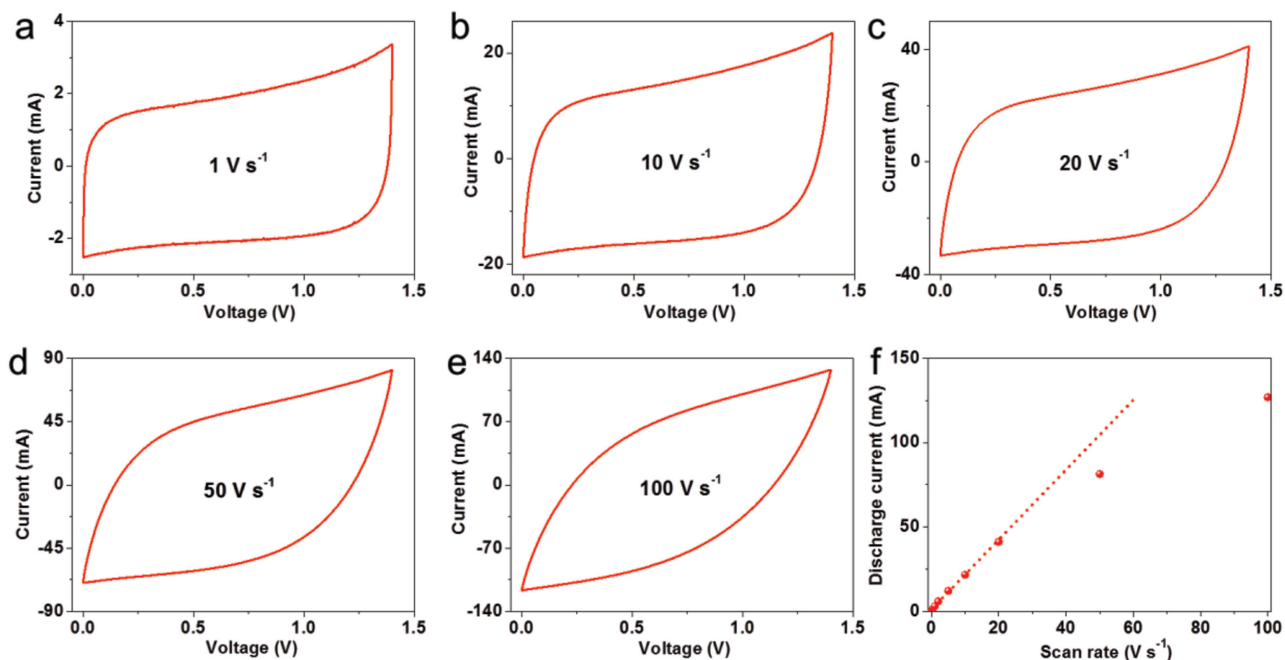 a
4
2
0
-2
Current (mA)
1 V s⁻¹
0.0 0.5 1.0 1.5
Voltage (V)
b
20
0
-20
Current (mA)
10 V s⁻¹
0.0 0.5 1.0 1.5
Voltage (V)
c
40
0
-40
Current (mA)
20 V s⁻¹
0.0 0.5 1.0 1.5
Voltage (V)
d
90
45
0
-45
-90
Current (mA)
50 V s⁻¹
0.0 0.5 1.0 1.5
Voltage (V)
e
140
70
0
-70
-140
Current (mA)
100 V s⁻¹
0.0 0.5 1.0 1.5
Voltage (V)
f
150
100
50
0
Discharge current (mA)
0 20 40 60 80 100
Scan rate (V s⁻¹)